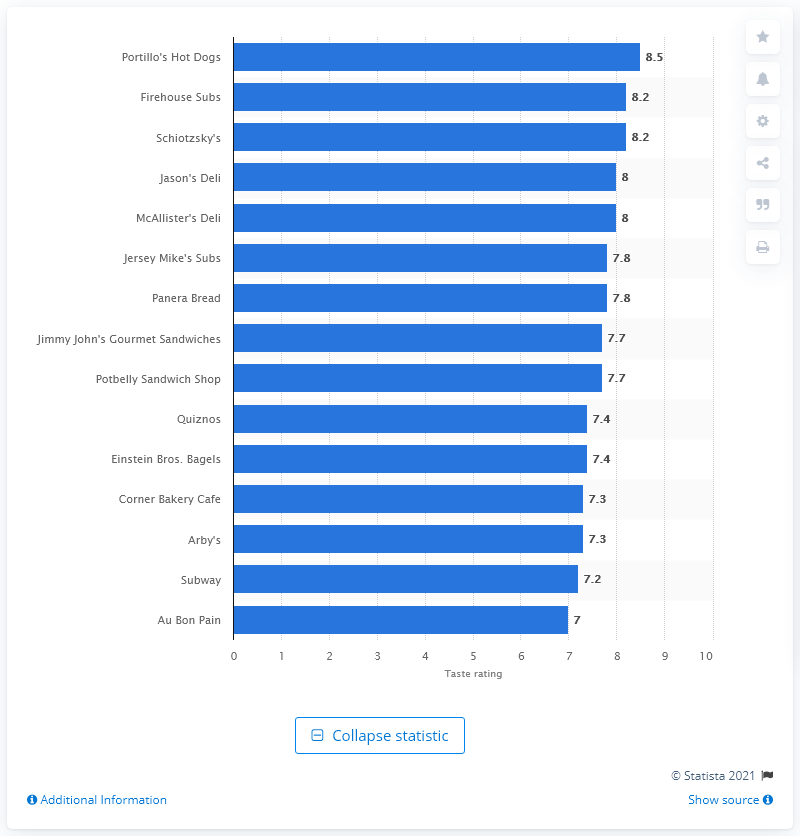 Portillo's Hot Dogs 8.5
Firehouse Subs 8.2
Schiotzsky's 8.2
Jason's Deli 8
McAllister's Deli 8
Jersey Mike's Subs 7.8
Panera Bread 7.8
Jimmy John's Gourmet Sandwiches 7.7
Potbelly Sandwich Shop 7.7
Quiznos 7.4
Einstein Bros. Bagels 7.4
Corner Bakery Cafe 7.3
Arby's 7.3
Subway 7.2
Au Bon Pain 7
0 1 2 3 4 5 6 7 8 9 10
Taste rating
Collapse statistic
© Statista 2021
Additional Information
Show source